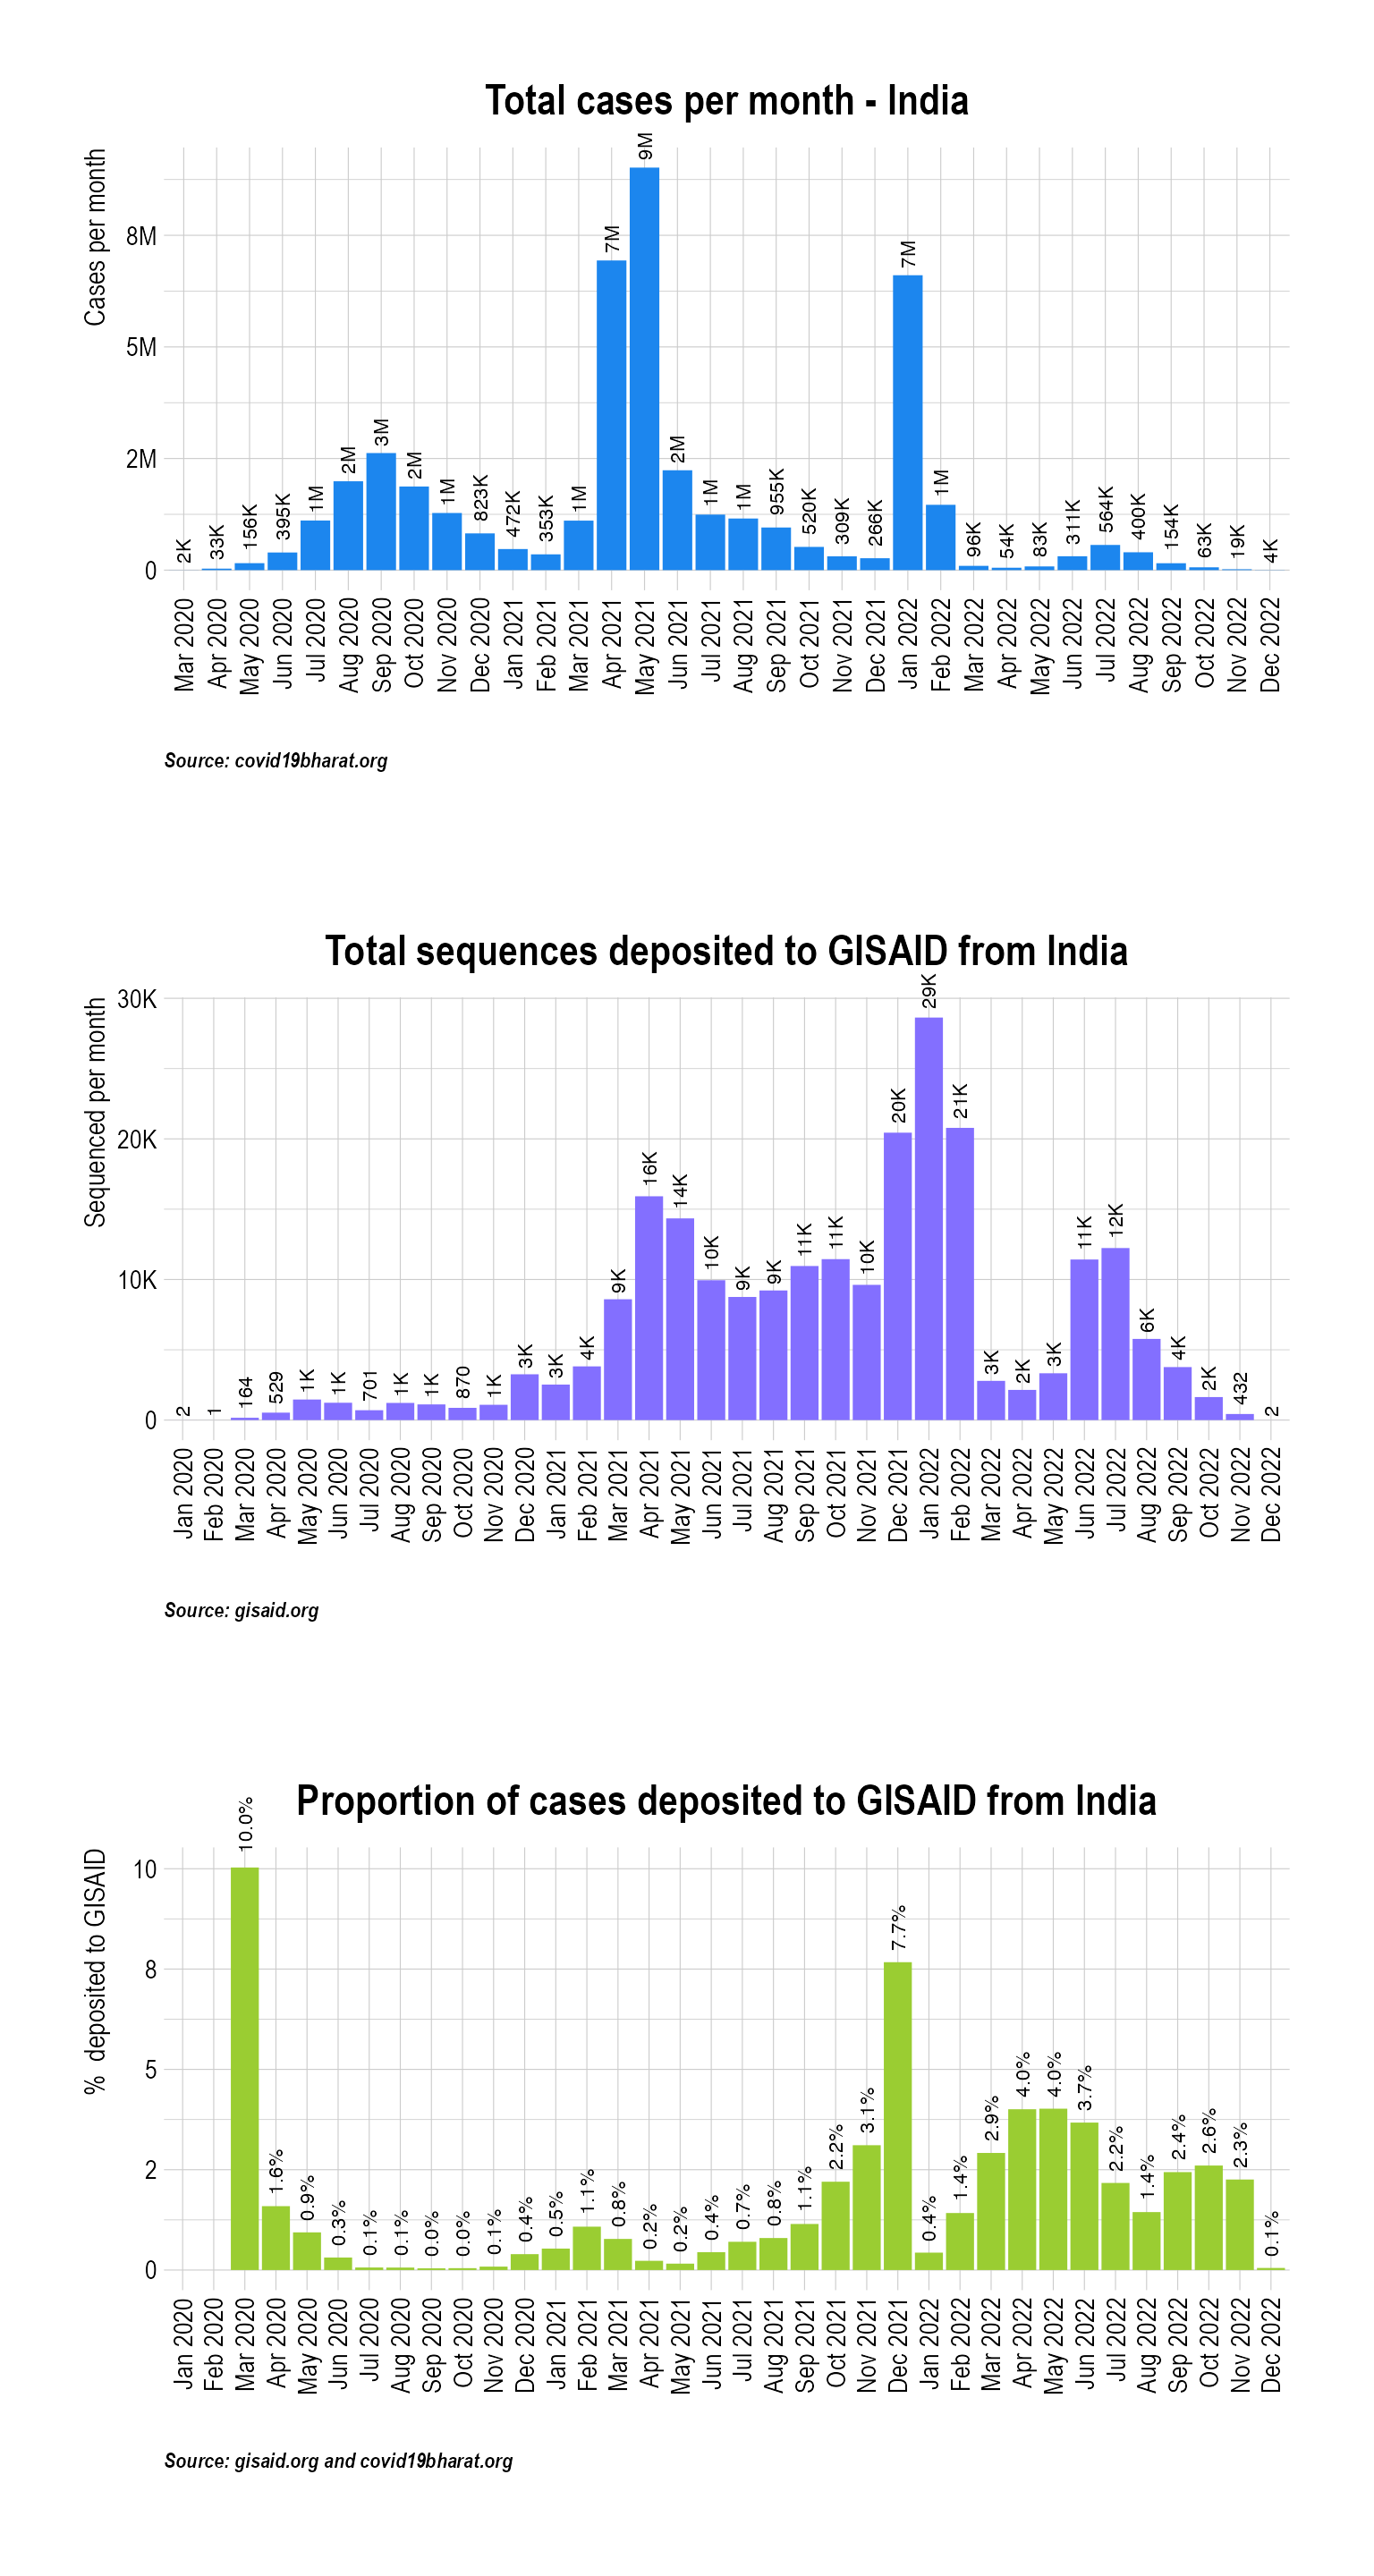 Total cases per month - India
Cases per month
8M
5M
2M
0
2K
33K
156K
395K
1M
2M
3M
2M
1M
823K
472K
353K
1M
7M
9M
2M
1M
1M
955K
520K
309K
266K
7M
1M
96K
54K
83K
311K
564K
400K
154K
63K
19K
4K
Mar 2020
Apr 2020
May 2020
Jun 2020
Jul 2020
Aug 2020
Sep 2020
Oct 2020
Nov 2020
Dec 2020
Jan 2021
Feb 2021
Mar 2021
Apr 2021
May 2021
Jun 2021
Jul 2021
Aug 2021
Sep 2021
Oct 2021
Nov 2021
Dec 2021
Jan 2022
Feb 2022
Mar 2022
Apr 2022
May 2022
Jun 2022
Jul 2022
Aug 2022
Sep 2022
Oct 2022
Nov 2022
Dec 2022
Source: covid19bharat.org
Total sequences deposited to GISAID from India
Sequenced per month
30K
20K
10K
0
2
1
164
529
1K
1K
701
1K
1K
870
1K
3K
3K
4K
9K
16K
14K
10K
9K
9K
11K
11K
10K
20K
29K
21K
3K
2K
3K
11K
12K
6K
4K
2K
432
2
Jan 2020
Feb 2020
Mar 2020
Apr 2020
May 2020
Jun 2020
Jul 2020
Aug 2020
Sep 2020
Oct 2020
Nov 2020
Dec 2020
Jan 2021
Feb 2021
Mar 2021
Apr 2021
May 2021
Jun 2021
Jul 2021
Aug 2021
Sep 2021
Oct 2021
Nov 2021
Dec 2021
Jan 2022
Feb 2022
Mar 2022
Apr 2022
May 2022
Jun 2022
Jul 2022
Aug 2022
Sep 2022
Oct 2022
Nov 2022
Dec 2022
Source: gisaid.org
Proportion of cases deposited to GISAID from India
% deposited to GISAID
10
8
5
2
0
10.0%
1.6%
0.9%
0.3%
0.1%
0.1%
0.0%
0.0%
0.1%
0.4%
0.5%
1.1%
0.8%
0.2%
0.2%
0.4%
0.7%
0.8%
1.1%
2.2%
3.1%
7.7%
0.4%
1.4%
2.9%
4.0%
4.0%
3.7%
2.2%
1.4%
2.4%
2.6%
2.3%
0.1%
Jan 2020
Feb 2020
Mar 2020
Apr 2020
May 2020
Jun 2020
Jul 2020
Aug 2020
Sep 2020
Oct 2020
Nov 2020
Dec 2020
Jan 2021
Feb 2021
Mar 2021
Apr 2021
May 2021
Jun 2021
Jul 2021
Aug 2021
Sep 2021
Oct 2021
Nov 2021
Dec 2021
Jan 2022
Feb 2022
Mar 2022
Apr 2022
May 2022
Jun 2022
Jul 2022
Aug 2022
Sep 2022
Oct 2022
Nov 2022
Dec 2022
Source: gisaid.org and covid19bharat.org